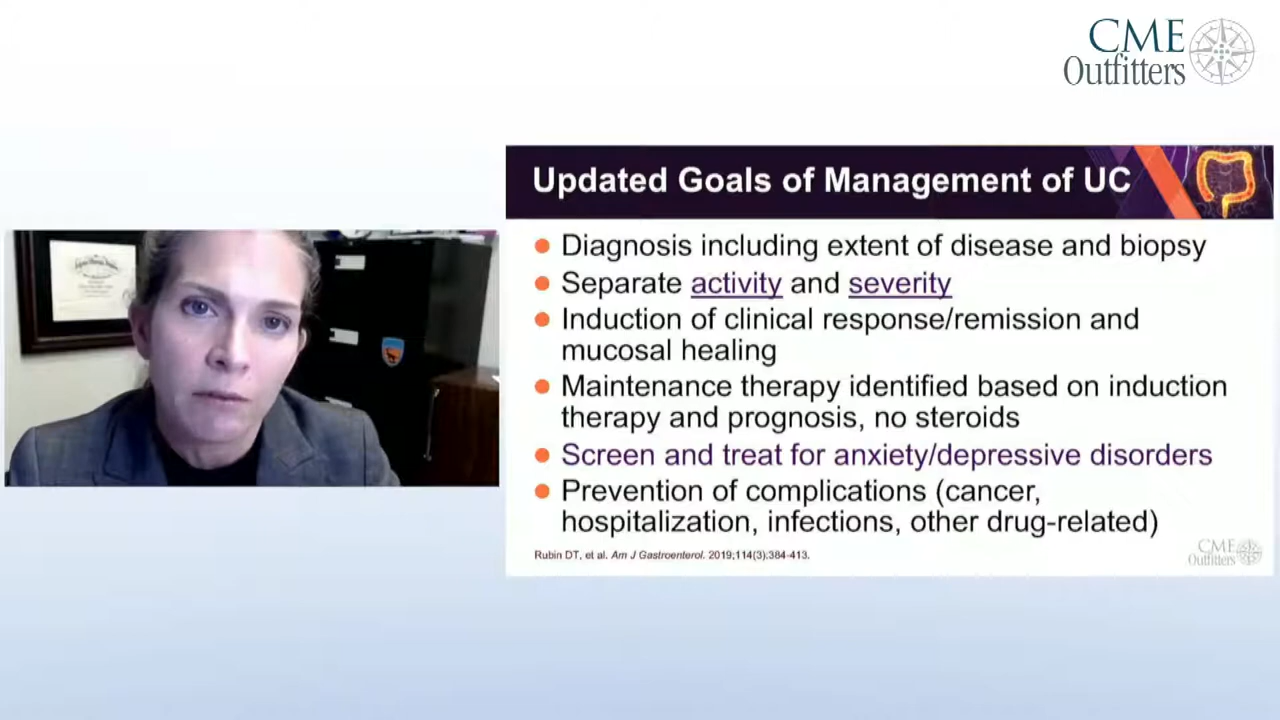 CME
Outfitters
Updated Goals of Management of UC
Diagnosis including extent of disease and biopsy
Separate activity and severity
Induction of clinical response/remission and
mucosal healing
Maintenance therapy identified based on induction
therapy and prognosis, no steroids
Screen and treat for anxiety/depressive disorders
Prevention of complications (cancer,
hospitalization, infections, other drug-related)
Rubin DT, et al. Am J Gastroenterol. 2019;114(3):384-413.
CME
Outfitters